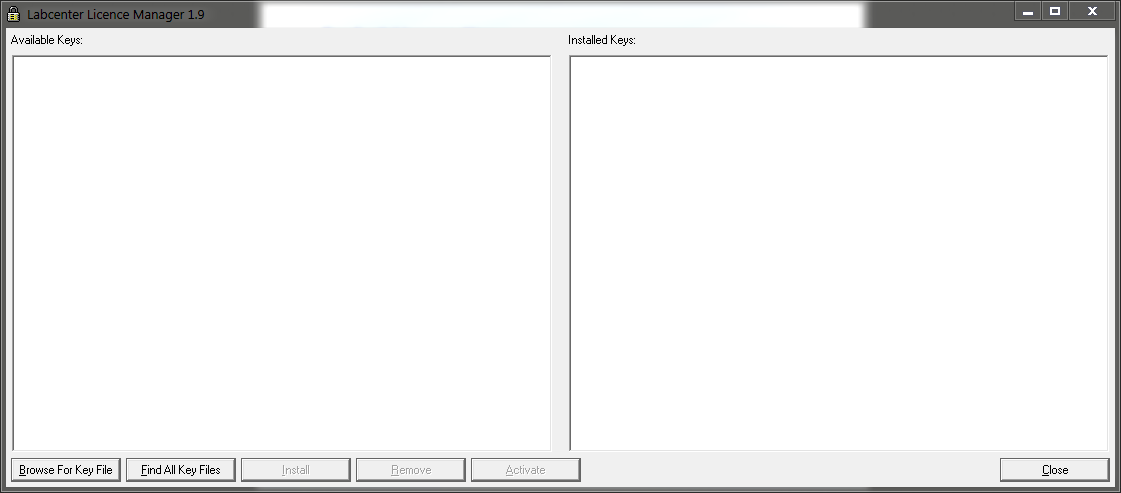 Labcenter Licence Manager 1.9
Available Keys:
Installed Keys:
Browse For Key File
Find All Key Files
Install
Remove
Activate
Close